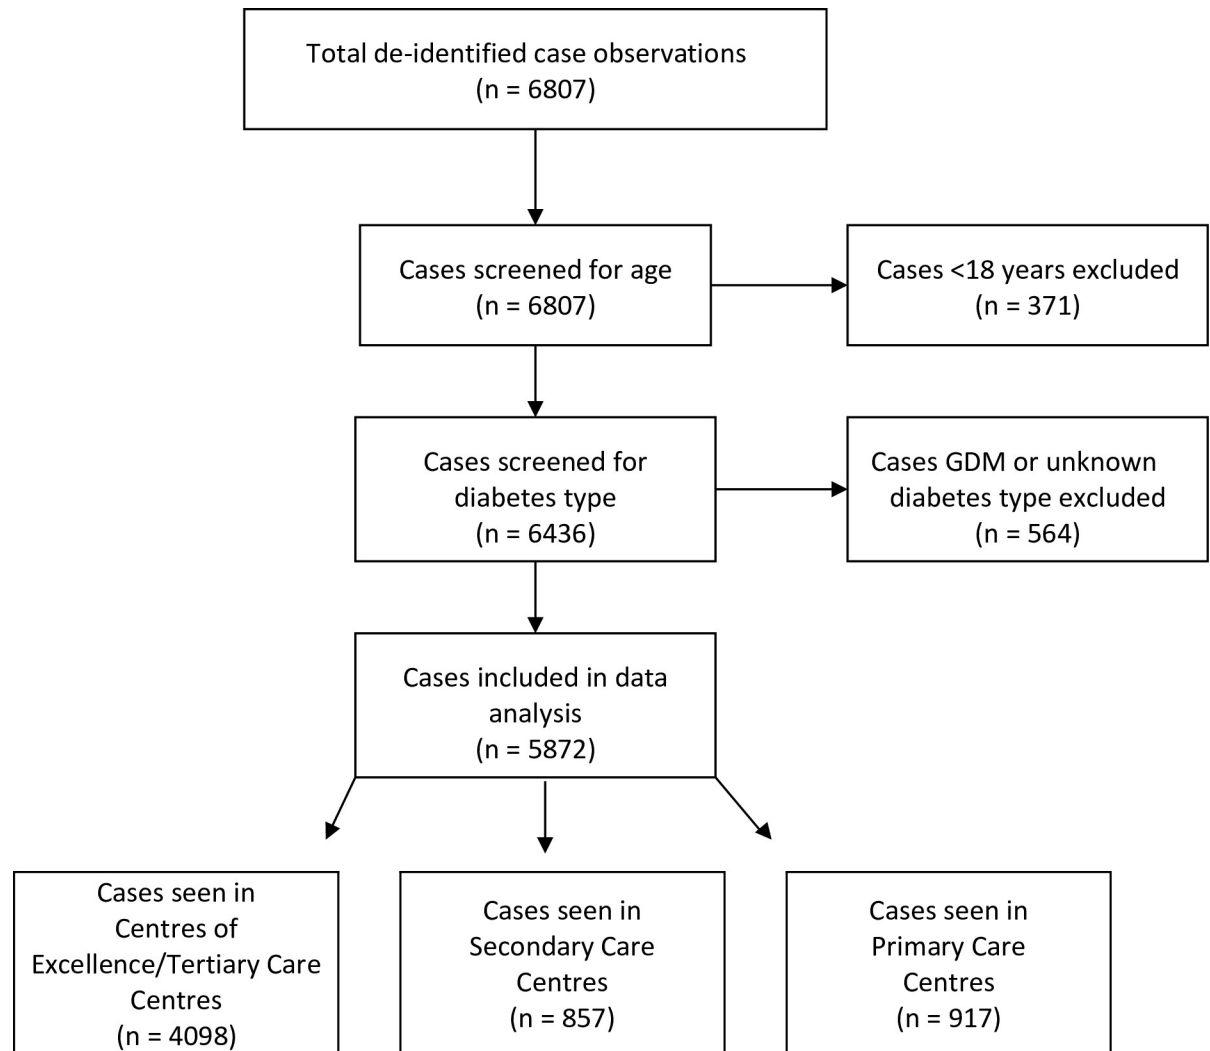 Total de-identified case observations
(n = 6807)
Cases screened for age
(n = 6807)
Cases <18 years excluded
(n = 371)
Cases screened for
diabetes type
(n = 6436)
Cases GDM or unknown
diabetes type excluded
(n = 564)
Cases included in data
analysis
(n = 5872)
Cases seen in
Centres of
Excellence/Tertiary Care
Centres
(n = 4098)
Cases seen in
Secondary Care
Centres
(n = 857)
Cases seen in
Primary Care
Centres
(n = 917)